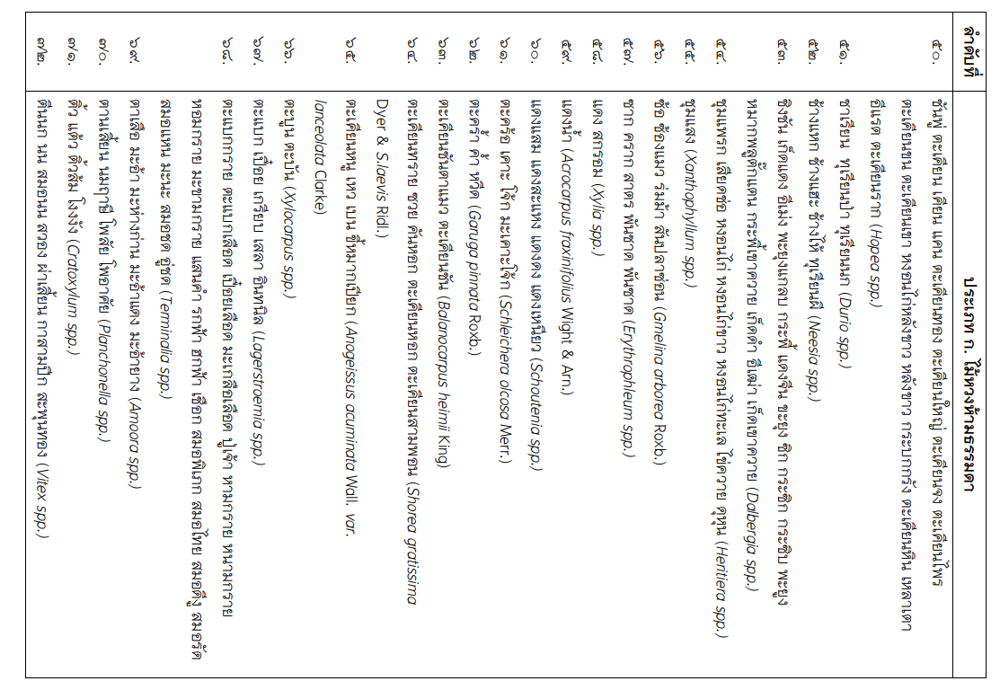 ลำดับที่ ประเภท ก. ไม้หวงห้ามธรรมดา
๕๐. ชันพู่ ตะเคียน เคียน แคน ตะเคียนทอง ตะเคียนใหญ่ ตะเคียนจง ตะเคียนไพร
ตะเคียนขน ตะเคียนเขา หงอนไก่หลังขาว หลังขาว กระบกกรัง ตะเคียนหิน เหลาเตา
อีแรด ตะเคียนราก (Hopea spp.)
๕๑. ชาเรียน ทุเรียนป่า ทุเรียนนก (Durio spp.)
๕๒. ช้างแหก ช้างแฮะ ช้างไห้ ทุเรียนผี (Neesia spp.)
๕๓. ชิงชัน เก็ดแดง อีเม่ง พะยุงแกลบ กระพี้ แดงจีน ขะยุง ซิก กระซิก กระซิบ พะยูง
หมากพลูตั๊กแตน กระพี้เขาควาย เก็ดดำ อีเฒ่า เก็ดเขาควาย (Dalbergia spp.)
๕๔. ชุมแพรก เสียดช่อ หงอนไก่ หงอนไก่ขาว หงอนไก่ทะเล ไข่ควาย ดุหุน (Heritiera spp.)
๕๕. ชุมแสง (Xanthophyllum spp.)
๕๖. ซ้อ ช้องแมว ร่มม้า สันปลาช่อน (Gmelina arborea Roxb.)
๕๗. ซาก คราก สาตร พันชาด พันซาด (Erythrophleum spp.)
๕๘. แดง สกรอม (Xylia spp.)
๕๙. แดงน้ำ (Acrocarpus fraxinifolius Wight & Arn.)
๖๐. แดงแสม แดงสะแหง แดงดง แดงเหนียว (Schoutenia spp.)
๖๑. ตะคร้อ เคาะ โจ้ก มะเคาะโจ้ก (Schleichera olcosa Merr.)
๖๒. ตะคร้ำ ค้ำ หวีด (Garuga pinnata Roxb.)
๖๓. ตะเคียนชันตาแมว ตะเคียนชัน (Balanocarpus heimii King)
๖๔. ตะเคียนทราย ซวย คันหอก ตะเคียนหอก ตะเคียนสามพอน (Shorea gratissima
Dyer & S.laevis Ridl.)
๖๕. ตะเคียนหนู เหว เบน ขี้หมากเปียก (Anogeissus acuminata Wall. var.
lanceolata Clarke)
๖๖. ตะบูน ตะบัน (Xylocarpus spp.)
๖๗. ตะแบก เปื๋อย เกรียบ เสลา อินทนิล (Lagerstroemia spp.)
๖๘. ตะแบกกราย ตะแบกเลือด เปื๋อยเลือด มะเกลือเลือด ปู่เจ้า หามกราย หนามกราย
หอมกราย มะขามกราย แสนคำ รกฟ้า ฮกฟ้า เชือก สมอพิเภก สมอไทย สมอดีงู สมอรัด
สมอแหน มะนะ สมอชด อู่ชด (Terminalia spp.)
๖๙. ตาเสือ มะอ้า มะห่างก่าน มะอ้าแดง มะอ้ายาง (Amoora spp.)
๗๐. ตานเสี้ยน นมฤาษี โพสัย โพอาศัย (Planchonella spp.)
๗๑. ติ้ว แต้ว ติ้วส้ม โงงงัง (Cratoxylum spp.)
๗๒. ตีนนก นน สมอนน สวอง ผ่าเสี้ยน กาสามปีก สะพุนทอง (Vitex spp.)